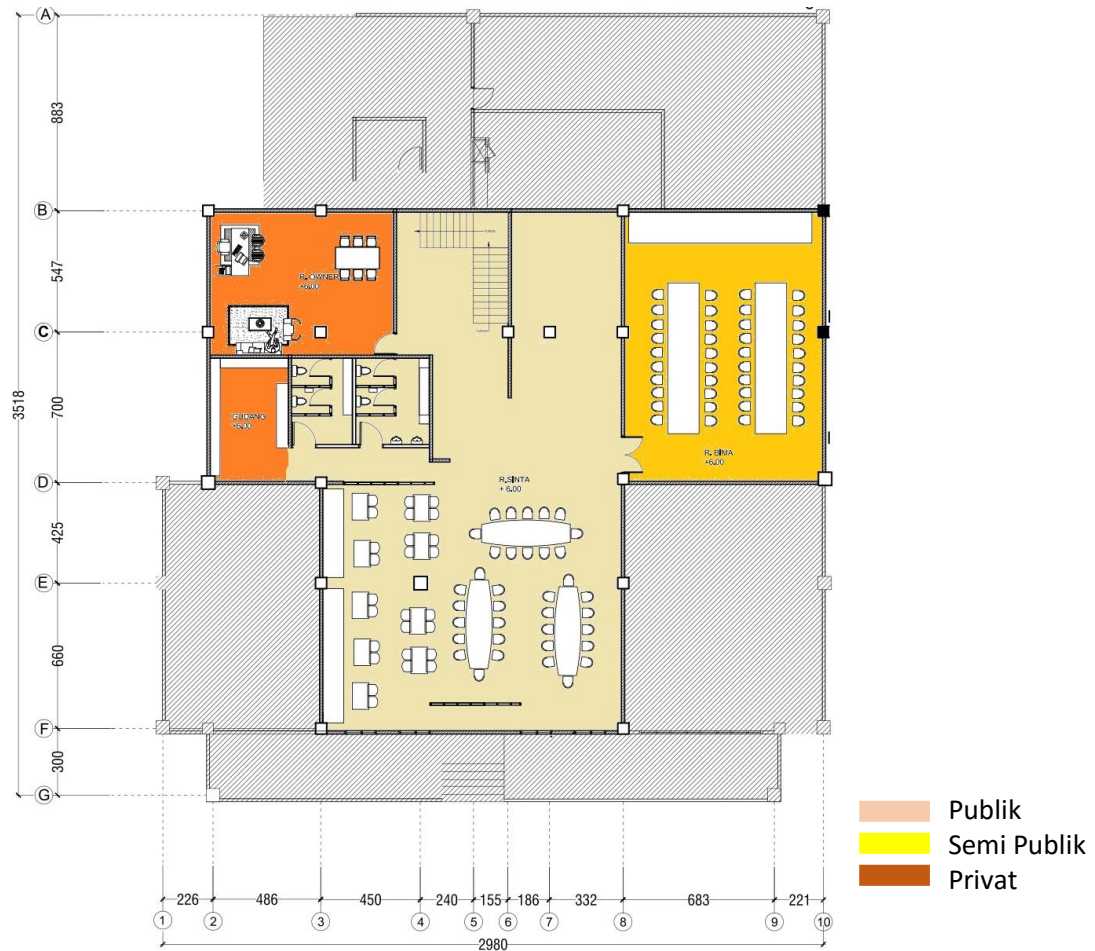 A
883
B
547
C
700
3518
D
425
E
660
F
300
G
R. OWNER
+6.00
GUDANG
+6.00
R.SINTA
+ 6.00
R. BIMA
+6.00
Publik
Semi Publik
Privat
226
486
450
240
155
186
332
683
221
1
2
3
4
5
6
7
8
9
10
2980